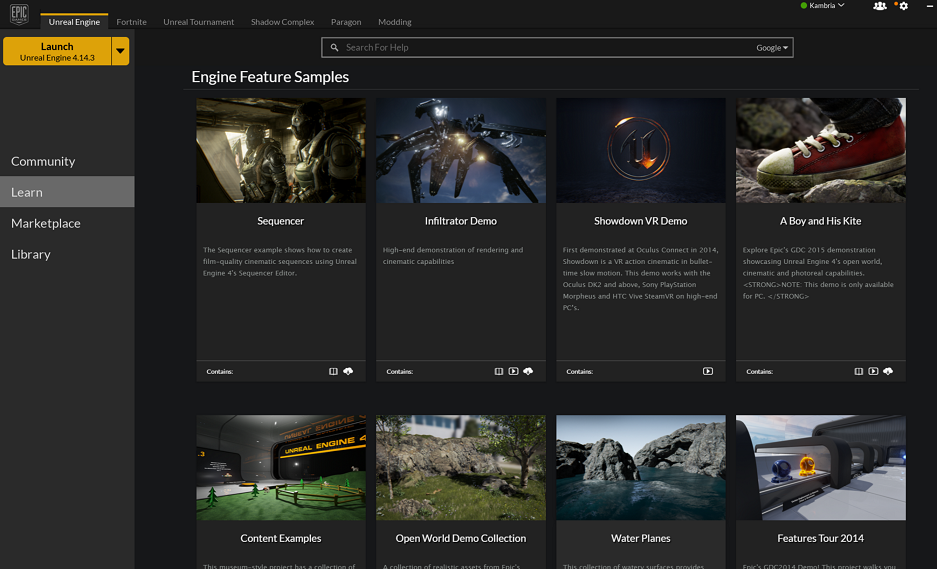 EPIC
GAMES
Unreal Engine
Fortnite
Unreal Tournament
Shadow Complex
Paragon
Modding
Kambria
Launch
Unreal Engine 4.14.3
Community
Learn
Marketplace
Library
Search For Help
Google
Engine Feature Samples
Sequencer
The Sequencer example shows how to create
film-quality cinematic sequences using Unreal
Engine 4's Sequencer Editor.
Contains:
Infiltrator Demo
High-end demonstration of rendering and
cinematic capabilities
Contains:
Showdown VR Demo
First demonstrated at Oculus Connect in 2014,
Showdown is a VR action cinematic in bullet-
time slow motion. This demo works with the
Oculus DK2 and above, Sony PlayStation
Morpheus and HTC Vive SteamVR on high-end
PC's.
Contains:
A Boy and His Kite
Explore Epic's GDC 2015 demonstration
showcasing Unreal Engine 4's open world,
cinematic and photoreal capabilities.
<STRONG>NOTE: This demo is only available
for PC. </STRONG>
Contains:
UNREAL ENGINE 4
Content Examples
This museum-style project has a collection of
Open World Demo Collection
A collection of realistic assets from Epic's
Water Planes
This collection of watery surfaces provides
Features Tour 2014
Epic's GDC2014 Demo! This project walks you